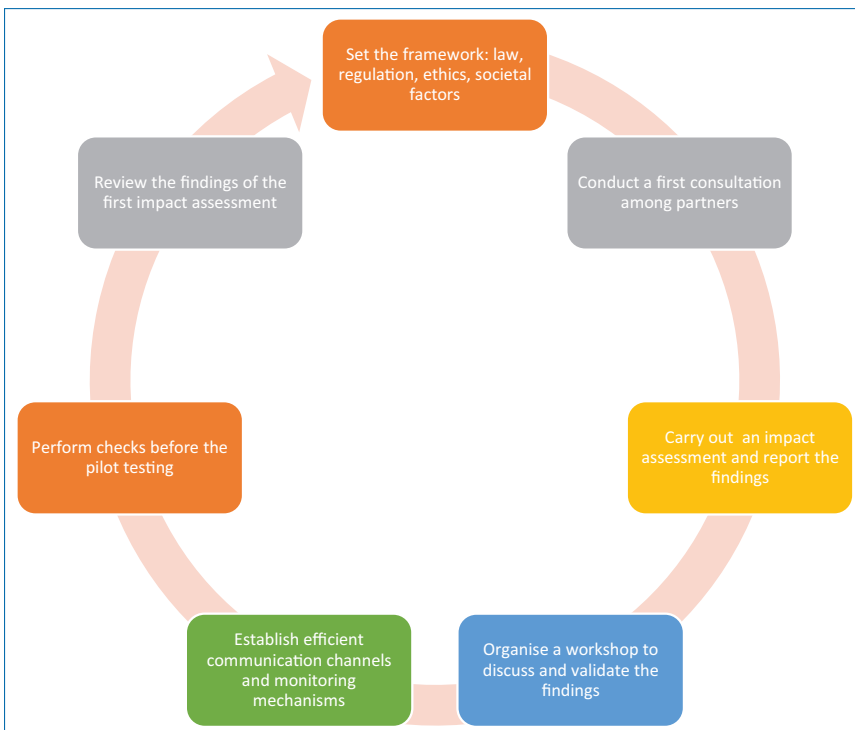 Set the framework: law,
regulation, ethics, societal
factors
Conduct a first consultation
among partners
Carry out  an impact
assessment and report the
findings
Organise a workshop to
discuss and validate the
findings
Establish efficient
communication channels
and monitoring
mechanisms
Perform checks before the
pilot testing
Review the findings of the
first impact assessment